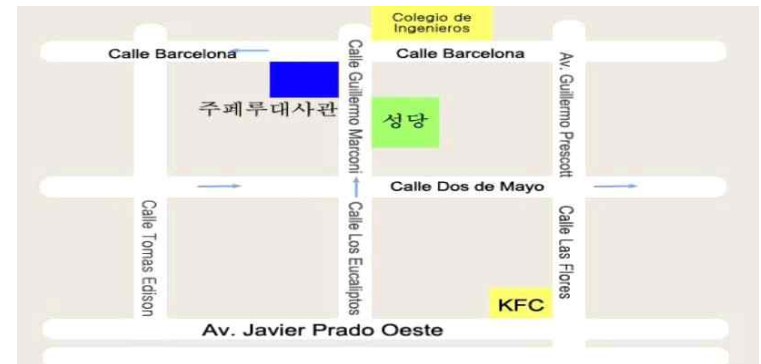 Colegio de
Ingenieros
Calle Barcelona
Calle Barcelona
Calle Guillermo Marconi
Av. Guillermo Prescott
주페루대사관
성당
Calle Dos de Mayo
Calle Tomas Edison
Calle Los Eucaliptos
Calle Las Flores
KFC
Av. Javier Prado Oeste